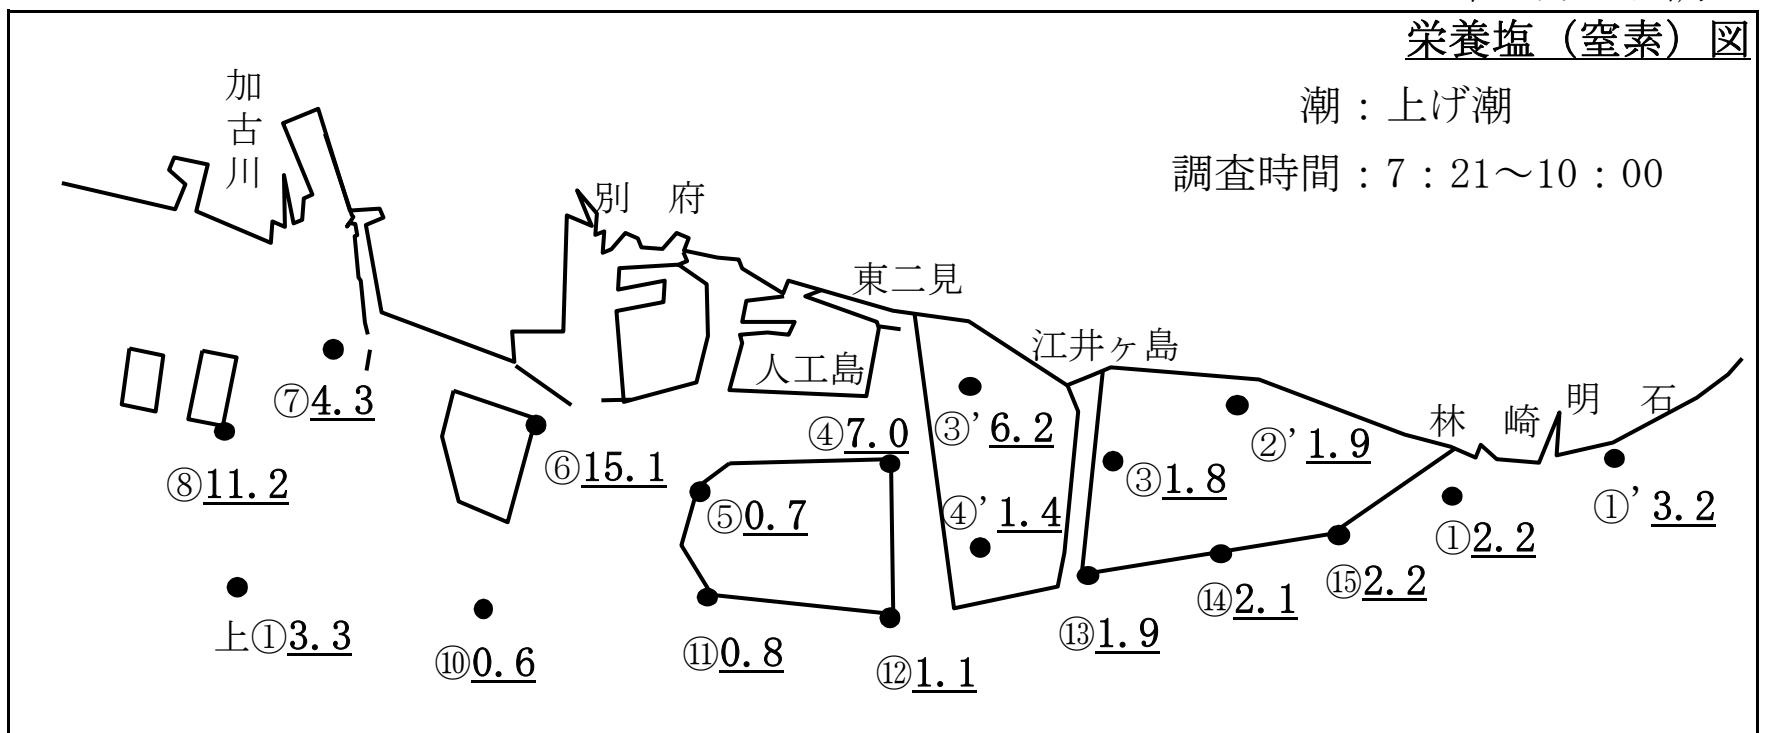 栄養塩（窒素）図
潮：上げ潮
調査時間：7：21～10：00
加古川
別 府
東二見
江井ヶ島
人工島
林 崎
明 石
⑦4.3
④7.0
③’6.2
②’1.9
⑧11.2
⑥15.1
③1.8
⑤0.7
④’1.4
①’3.2
①2.2
⑮2.2
⑭2.1
上①3.3
⑩0.6
⑪0.8
⑬1.9
⑫1.1